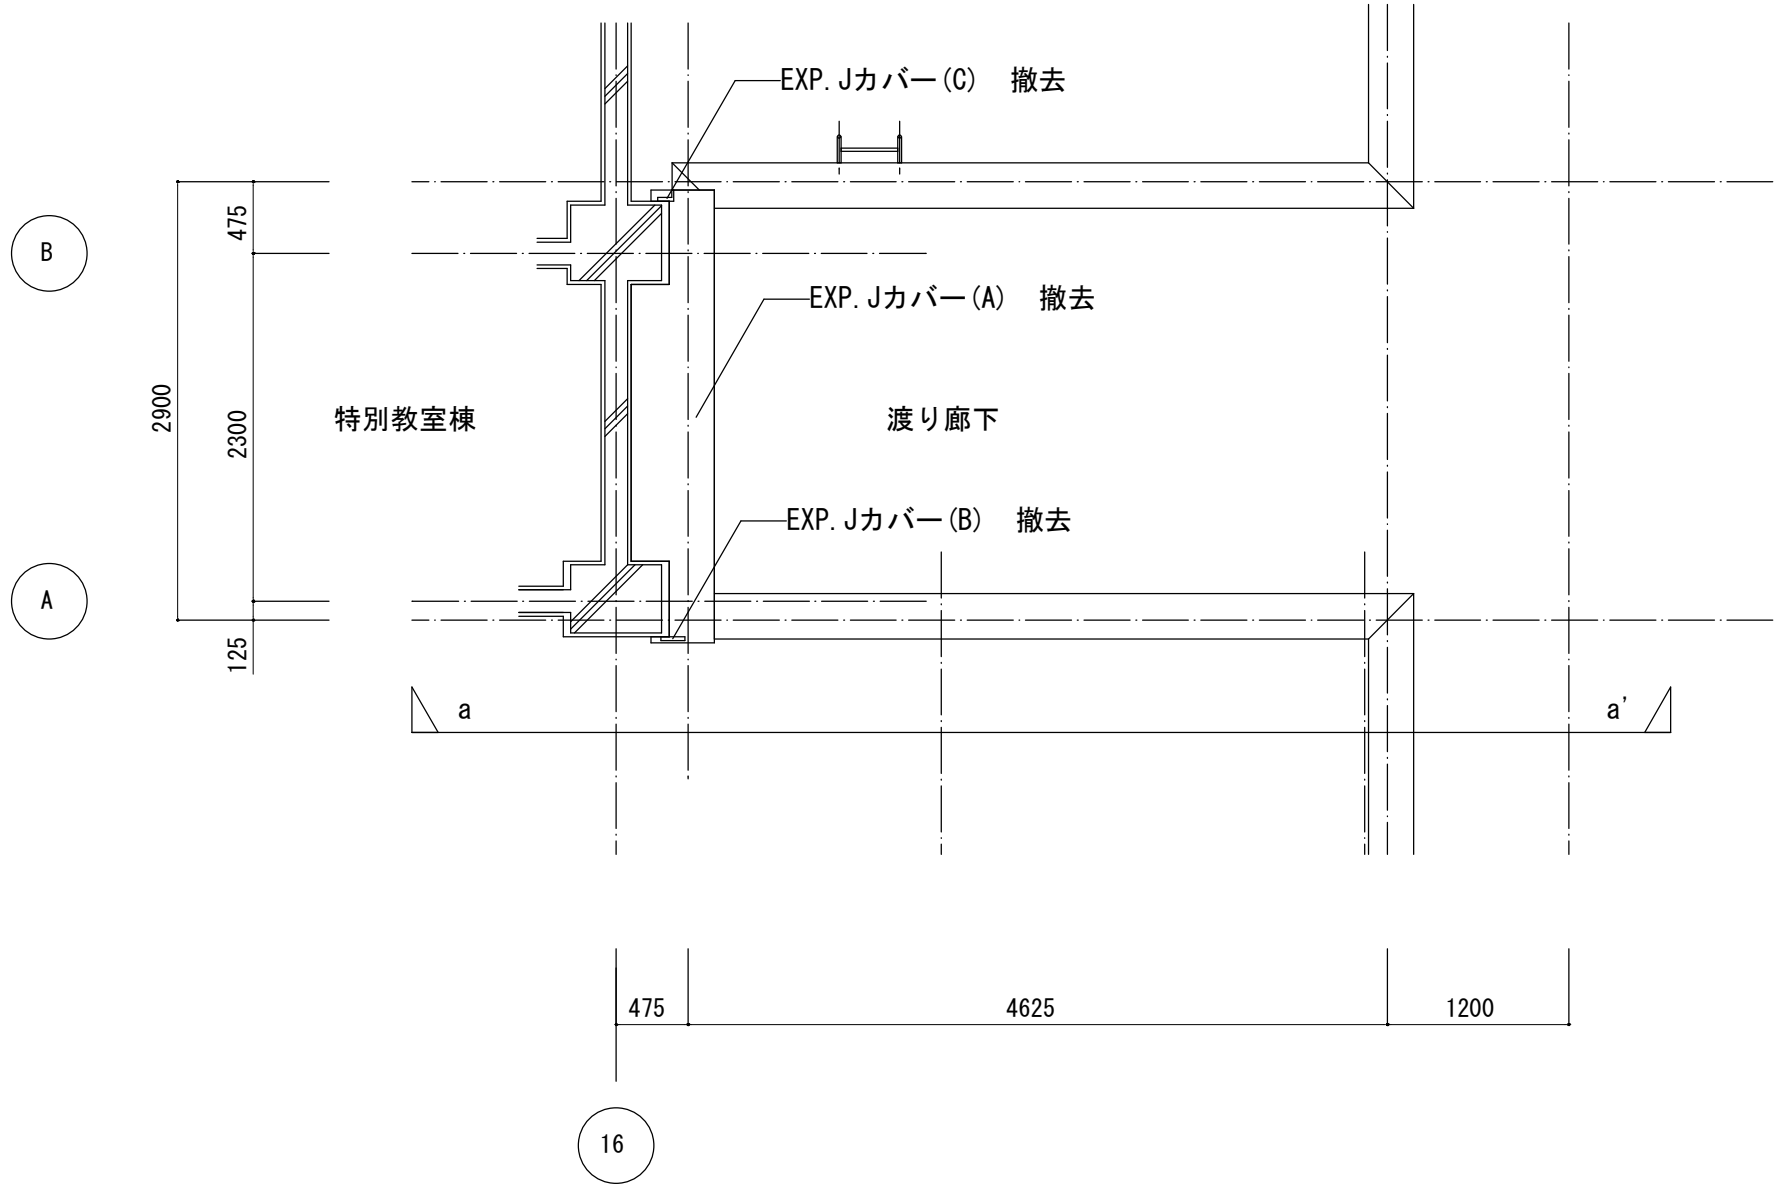 EXP.Jカバー(C) 撤去
B
475
EXP.Jカバー(A) 撤去
2900
2300
特別教室棟
渡り廊下
EXP.Jカバー(B) 撤去
A
125
a
a'
475
4625
1200
16